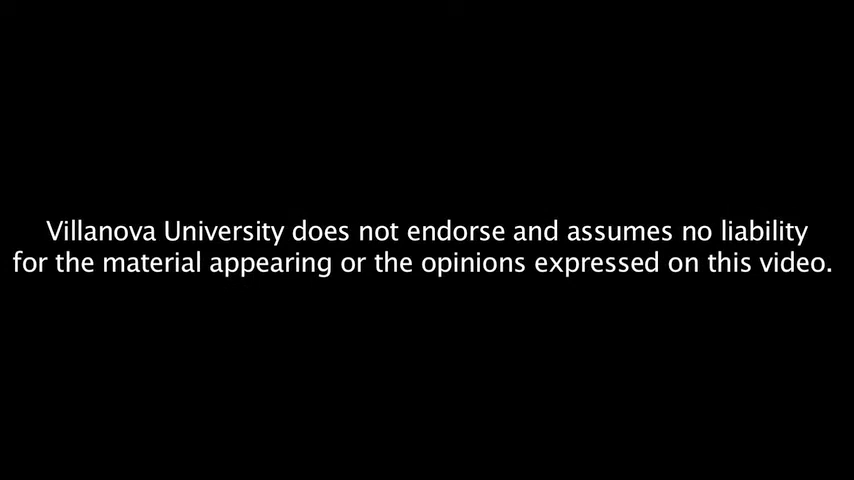 Villanova University does not endorse and assumes no liability
for the material appearing or the opinions expressed on this video.